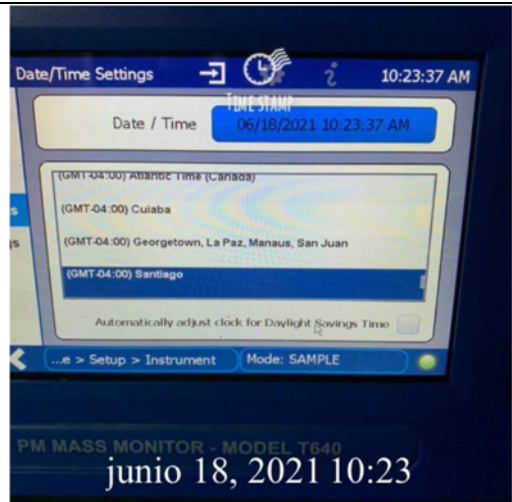 Date/Time Settings 10:23:37 AM
TIME STAMP
Date / Time 06/18/2021 10:23:37 AM
(GMT-04:00) Atlantic Time (Canada)
(GMT-04:00) Cuiaba
s
(GMT-04:00) Georgetown, La Paz, Manaus, San Juan
gs
(GMT-04:00) Santiago
Automatically adjust clock for Daylight Savings Time
...e > Setup > Instrument Mode: SAMPLE
PM MASS MONITOR - MODEL T640
junio 18, 2021 10:23